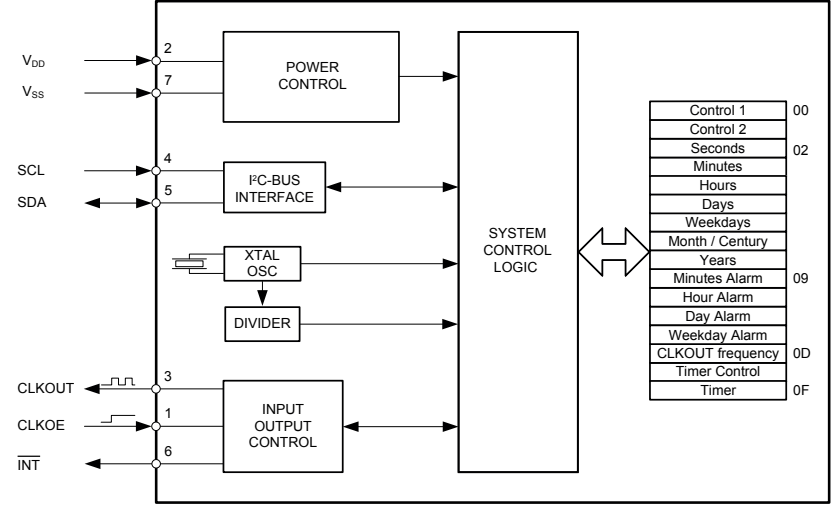 V_DD
2
POWER
CONTROL
V_SS
7
SCL
4
I²C-BUS
INTERFACE
SDA
5
XTAL
OSC
DIVIDER
CLKOUT
3
INPUT
OUTPUT
CONTROL
CLKOE
1
INT
6
SYSTEM
CONTROL
LOGIC
Control 1 00
Control 2
Seconds 02
Minutes
Hours
Days
Weekdays
Month / Century
Years
Minutes Alarm 09
Hour Alarm
Day Alarm
Weekday Alarm
CLKOUT frequency 0D
Timer Control
Timer 0F